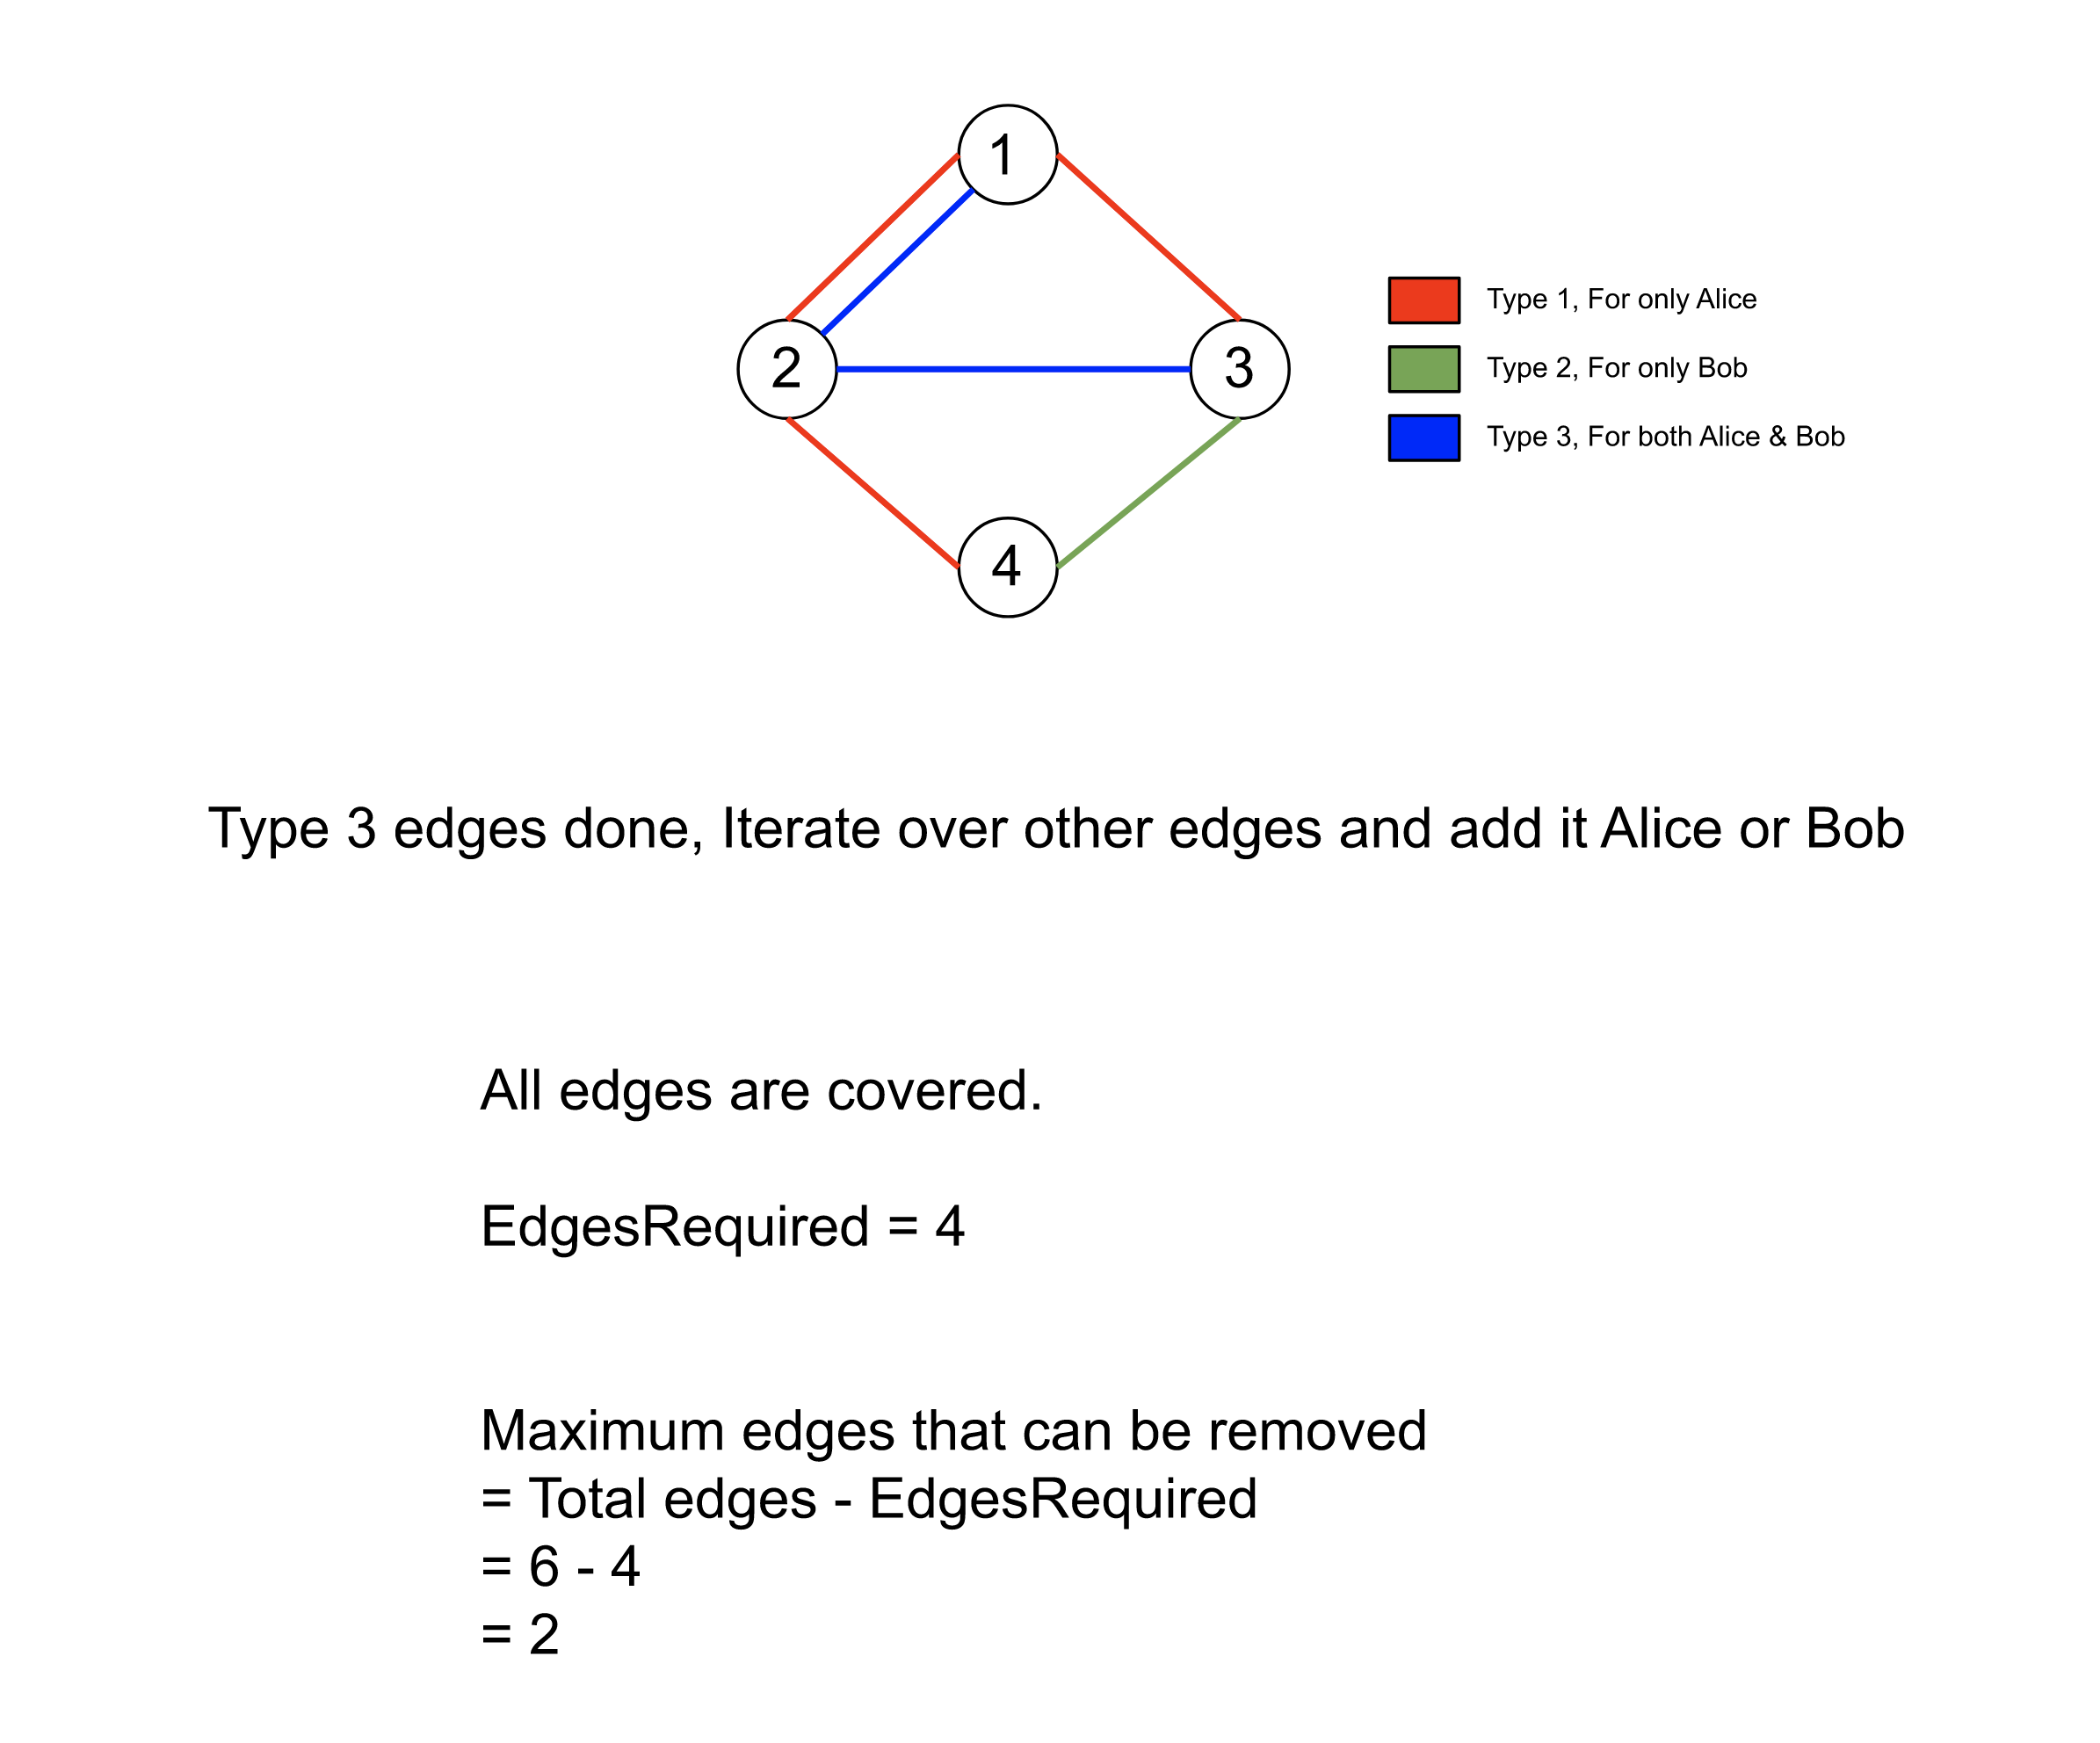 1
2
3
4
Type 1, For only Alice
Type 2, For only Bob
Type 3, For both Alice & Bob
Type 3 edges done, Iterate over other edges and add it Alice or Bob
All edges are covered.
EdgesRequired = 4
Maximum edges that can be removed
= Total edges - EdgesRequired
= 6 - 4
= 2